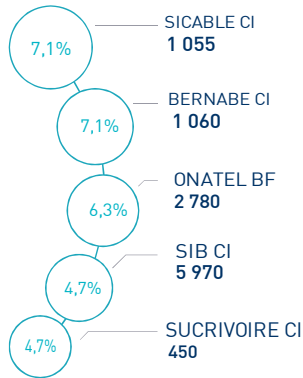 7,1%
SICABLE CI
1 055
7,1%
BERNABE CI
1 060
6,3%
ONATEL BF
2 780
4,7%
SIB CI
5 970
4,7%
SUCRIVOIRE CI
450